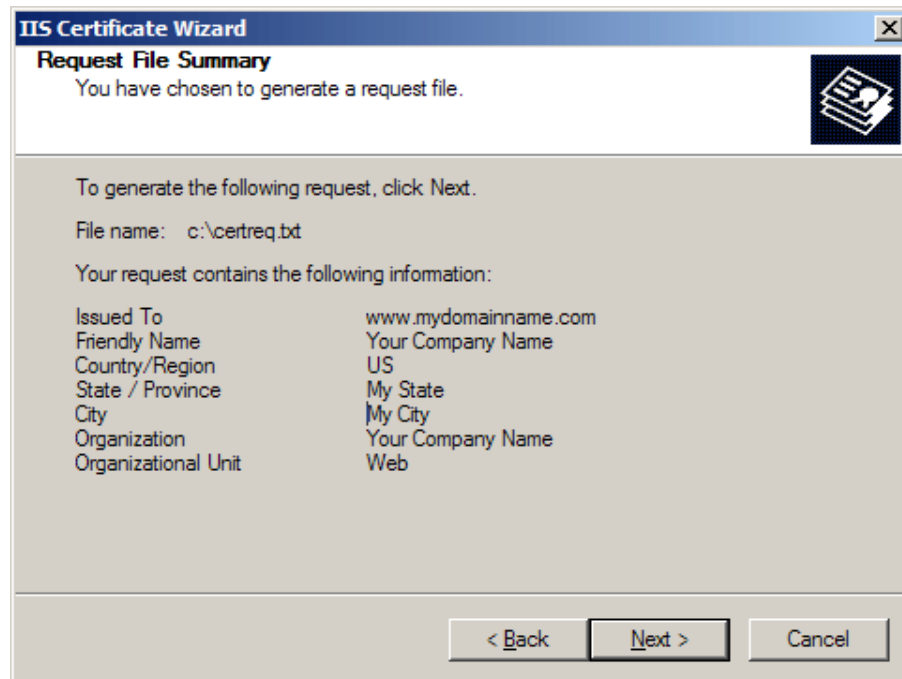 IIS Certificate Wizard
Request File Summary
You have chosen to generate a request file.
To generate the following request, click Next.
File name: c:\certreq.txt
Your request contains the following information:
Issued To www.mydomainname.com
Friendly Name Your Company Name
Country/Region US
State / Province My State
City My City
Organization Your Company Name
Organizational Unit Web
< Back Next > Cancel